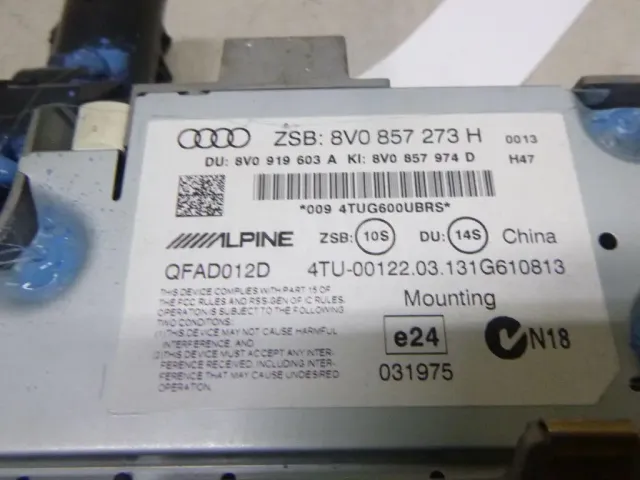 ZSB: 8V0 857 273 H 0013
DU: 8V0 919 603 A KI: 8V0 857 974 D H47
*009 4TUG600UBRS*
ALPINE ZSB: 10S DU: 14S China
QFAD012D 4TU-00122.03.131G610813
THIS DEVICE COMPLIES WITH PART 15 OF
THE FCC RULES AND RSS-GEN OF IC RULES.
OPERATION IS SUBJECT TO THE FOLLOWING
TWO CONDITIONS:
(1) THIS DEVICE MAY NOT CAUSE HARMFUL
INTERFERENCE, AND
(2) THIS DEVICE MUST ACCEPT ANY INTER-
FERENCE RECEIVED, INCLUDING INTER-
FERENCE THAT MAY CAUSE UNDESIRED
OPERATION.
Mounting
e24 N18
031975